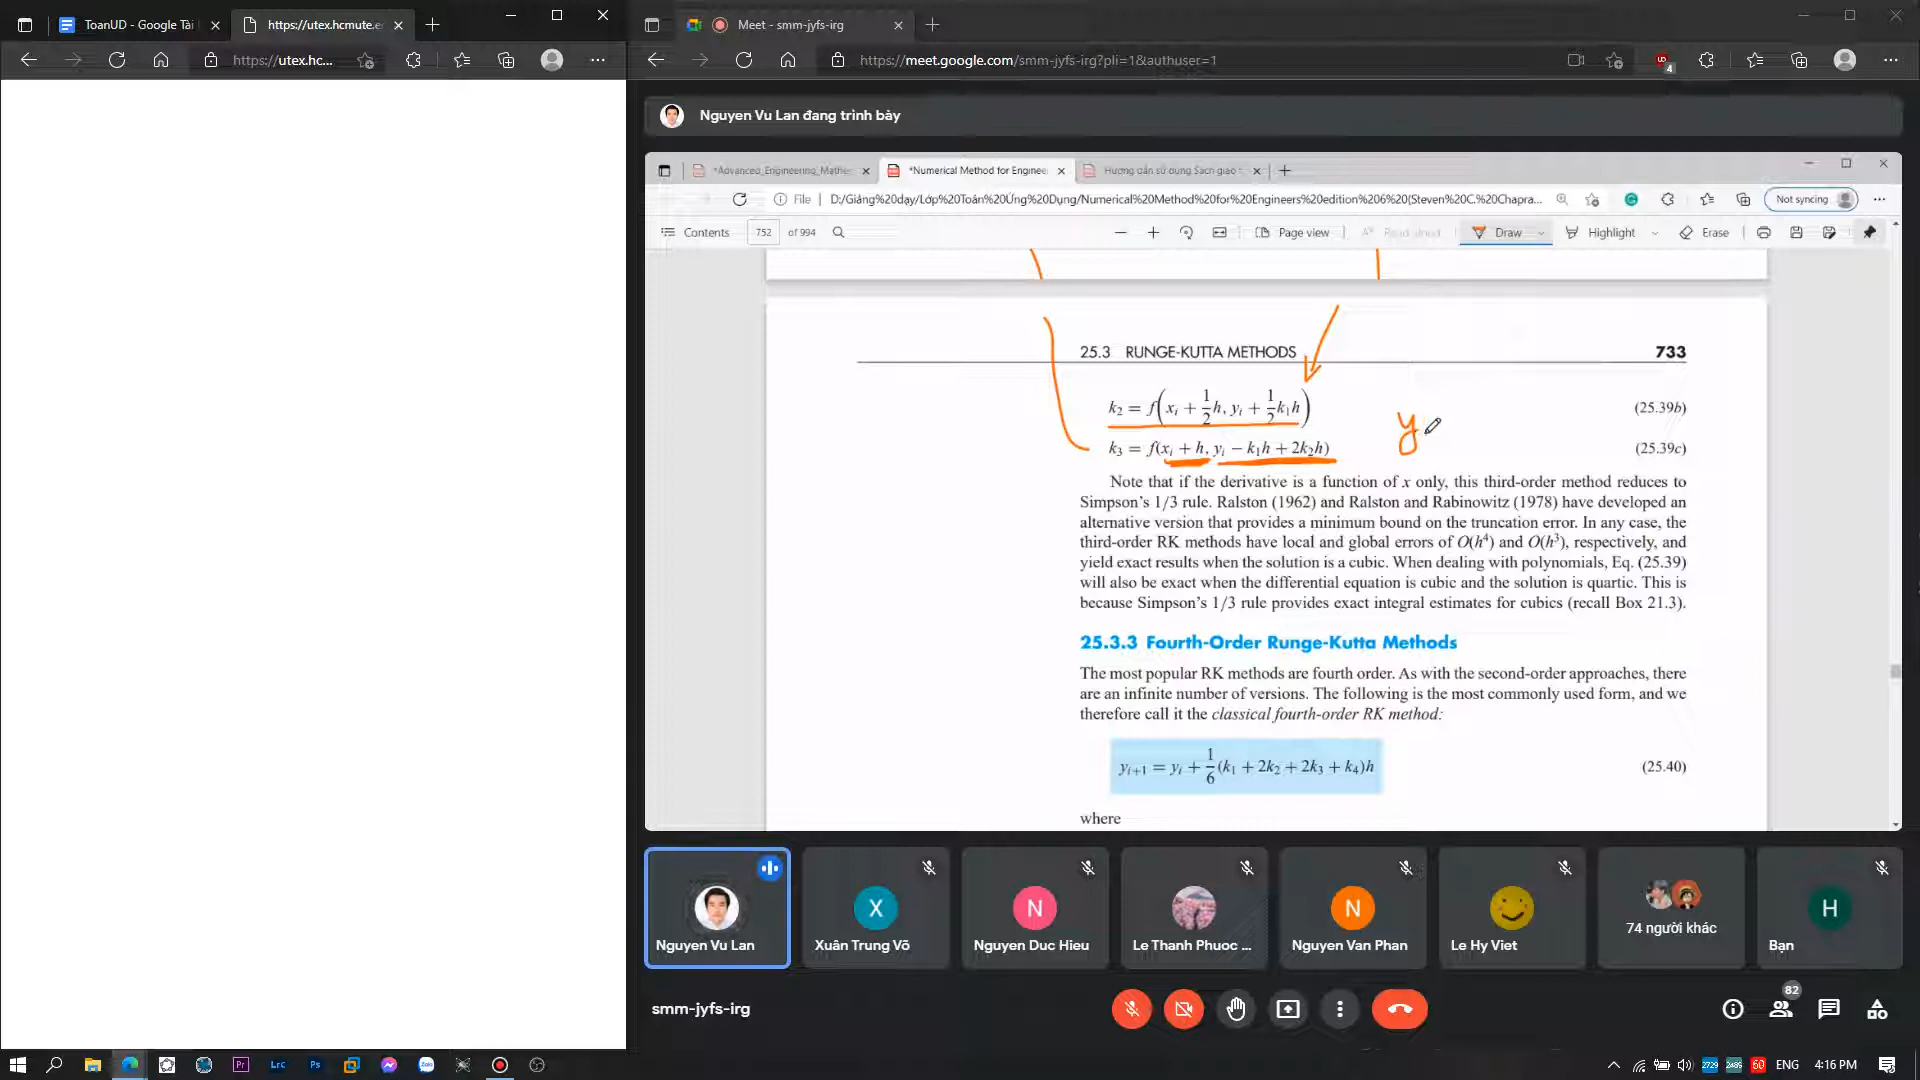 ToanUD - Google Tài
https://utex.hcmute.e
Meet - smm-jyfs-irg
https://utex.hc...
https://meet.google.com/smm-jyfs-irg?pli=1&authuser=1
4
Nguyen Vu Lan đang trình bày
*Advanced_Engineering_Mathe
*Numerical Method for Enginee
Hướng dẫn sử dụng Sách giáo
File
D:/Giảng%20dạy/Lớp%20Toán%20Ứng%20Dụng/Numerical%20Method%20for%20Engineers%20edition%206%20(Steven%20C.%20Chapra...
Not syncing
Contents
752
of 994
Page view
Read aloud
Draw
Highlight
Erase
25.3 RUNGE-KUTTA METHODS
733
k₂ = f(xᵢ + 1/2 h, yᵢ + 1/2 k₁h)
(25.39b)
y
k₃ = f(xᵢ + h, yᵢ − k₁h + 2k₂h)
(25.39c)
Note that if the derivative is a function of x only, this third-order method reduces to
Simpson's 1/3 rule. Ralston (1962) and Ralston and Rabinowitz (1978) have developed an
alternative version that provides a minimum bound on the truncation error. In any case, the
third-order RK methods have local and global errors of O(h⁴) and O(h³), respectively, and
yield exact results when the solution is a cubic. When dealing with polynomials, Eq. (25.39)
will also be exact when the differential equation is cubic and the solution is quartic. This is
because Simpson's 1/3 rule provides exact integral estimates for cubics (recall Box 21.3).
25.3.3 Fourth-Order Runge-Kutta Methods
The most popular RK methods are fourth order. As with the second-order approaches, there
are an infinite number of versions. The following is the most commonly used form, and we
therefore call it the classical fourth-order RK method:
yᵢ₊₁ = yᵢ + 1/6 (k₁ + 2k₂ + 2k₃ + k₄)h
(25.40)
where
X
N
N
H
Nguyen Vu Lan
Xuân Trung Võ
Nguyen Duc Hieu
Le Thanh Phuoc ...
Nguyen Van Phan
Le Hy Viet
74 người khác
Bạn
smm-jyfs-irg
82
Pr
Lrc
Ps
Zalo
2729
2489
60
ENG
4:16 PM